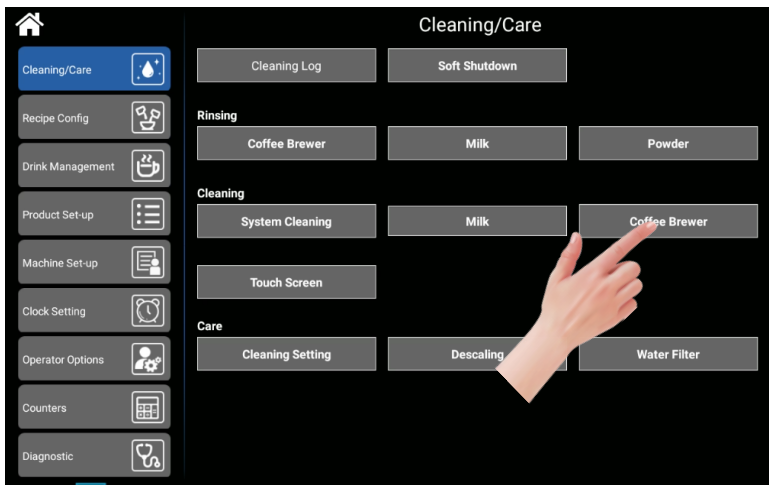 Cleaning/Care
Cleaning/Care
Recipe Config
Drink Management
Product Set-up
Machine Set-up
Clock Setting
Operator Options
Counters
Diagnostic
Cleaning Log
Soft Shutdown
Rinsing
Coffee Brewer
Milk
Powder
Cleaning
System Cleaning
Milk
Coffee Brewer
Touch Screen
Care
Cleaning Setting
Descaling
Water Filter